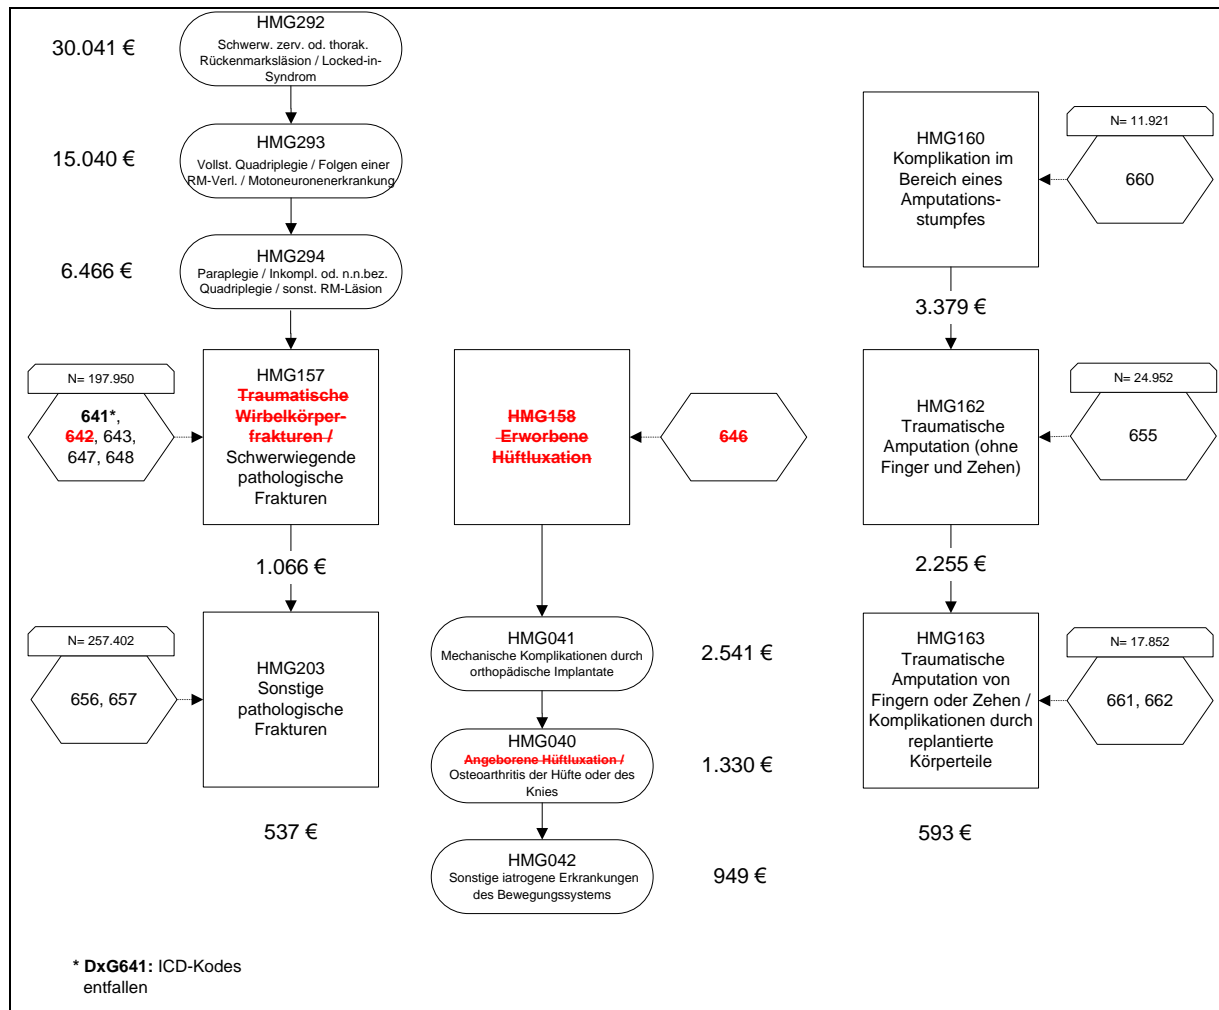 30.041 €
HMG292
Schwerw. zerv. od. thorak.
Rückenmarksläsion / Locked-in-
Syndrom
15.040 €
HMG293
Vollst. Quadriplegie / Folgen einer
RM-Verl. / Motoneuronenerkrankung
6.466 €
HMG294
Paraplegie / Inkompl. od. n.n.bez.
Quadriplegie / sonst. RM-Läsion
N= 197.950
641*,
642, 643,
647, 648
HMG157
Traumatische
Wirbelkörper-
frakturen /
Schwerwiegende
pathologische
Frakturen
1.066 €
N= 257.402
656, 657
HMG203
Sonstige
pathologische
Frakturen
537 €
HMG158
Erworbene
Hüftluxation
646
HMG041
Mechanische Komplikationen durch
orthopädische Implantate
2.541 €
HMG040
Angeborene Hüftluxation /
Osteoarthritis der Hüfte oder des
Knies
1.330 €
HMG042
Sonstige iatrogene Erkrankungen
des Bewegungssystems
949 €
HMG160
Komplikation im
Bereich eines
Amputations-
stumpfes
N= 11.921
660
3.379 €
HMG162
Traumatische
Amputation (ohne
Finger und Zehen)
N= 24.952
655
2.255 €
HMG163
Traumatische
Amputation von
Fingern oder Zehen /
Komplikationen durch
replantierte
Körperteile
N= 17.852
661, 662
593 €
* DxG641: ICD-Kodes
entfallen